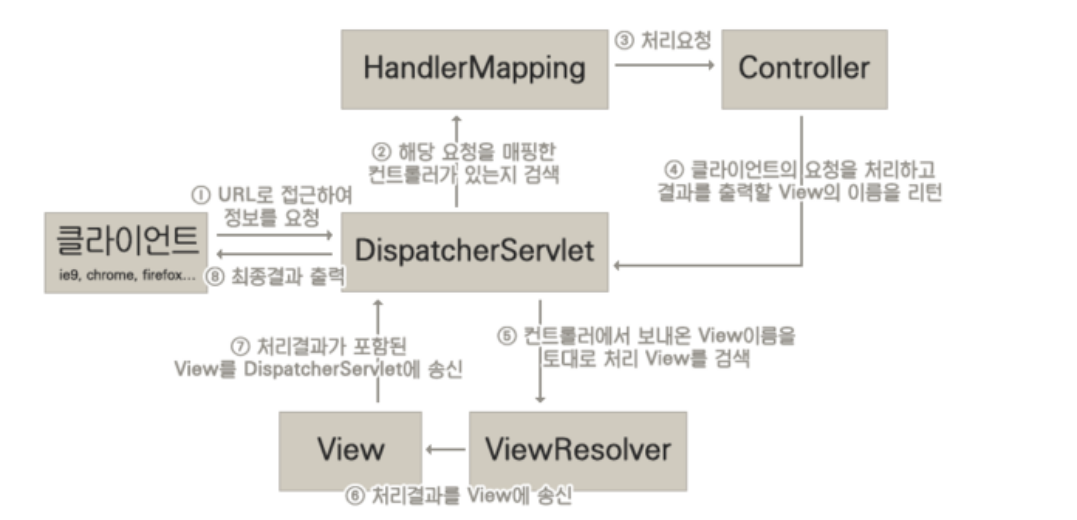 HandlerMapping
③ 처리요청
Controller
② 해당 요청을 매핑한
컨트롤러가 있는지 검색
④ 클라이언트의 요청을 처리하고
결과를 출력할 View의 이름을 리턴
① URL로 접근하여
정보를 요청
클라이언트
ie9, chrome, firefox...
DispatcherServlet
⑧ 최종결과 출력
⑤ 컨트롤러에서 보내온 View이름을
토대로 처리 View를 검색
⑦ 처리결과가 포함된
View를 DispatcherServlet에 송신
View
ViewResolver
⑥ 처리결과를 View에 송신